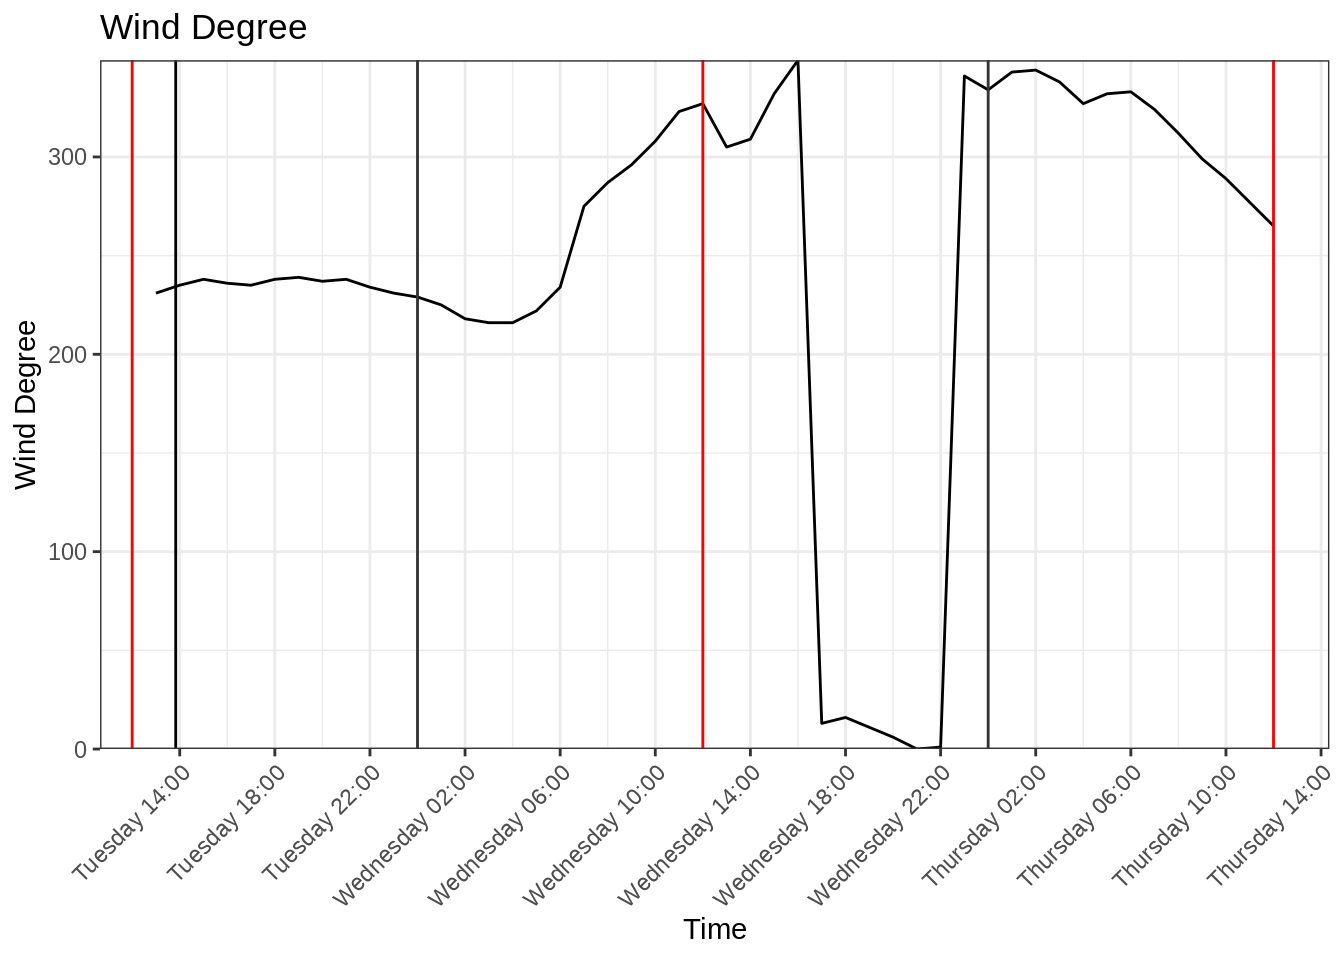 Wind Degree
Wind Degree
300
200
100
0
Tuesday 14:00
Tuesday 18:00
Tuesday 22:00
Wednesday 02:00
Wednesday 06:00
Wednesday 10:00
Wednesday 14:00
Wednesday 18:00
Wednesday 22:00
Thursday 02:00
Thursday 06:00
Thursday 10:00
Thursday 14:00
Time